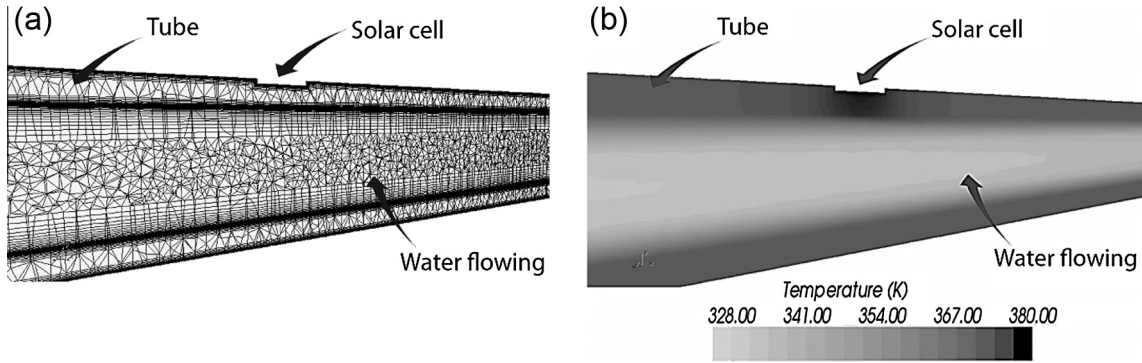 (a)
Tube
Solar cell
Water flowing
(b)
Tube
Solar cell
Water flowing
Temperature (K)
328.00 341.00 354.00 367.00 380.00